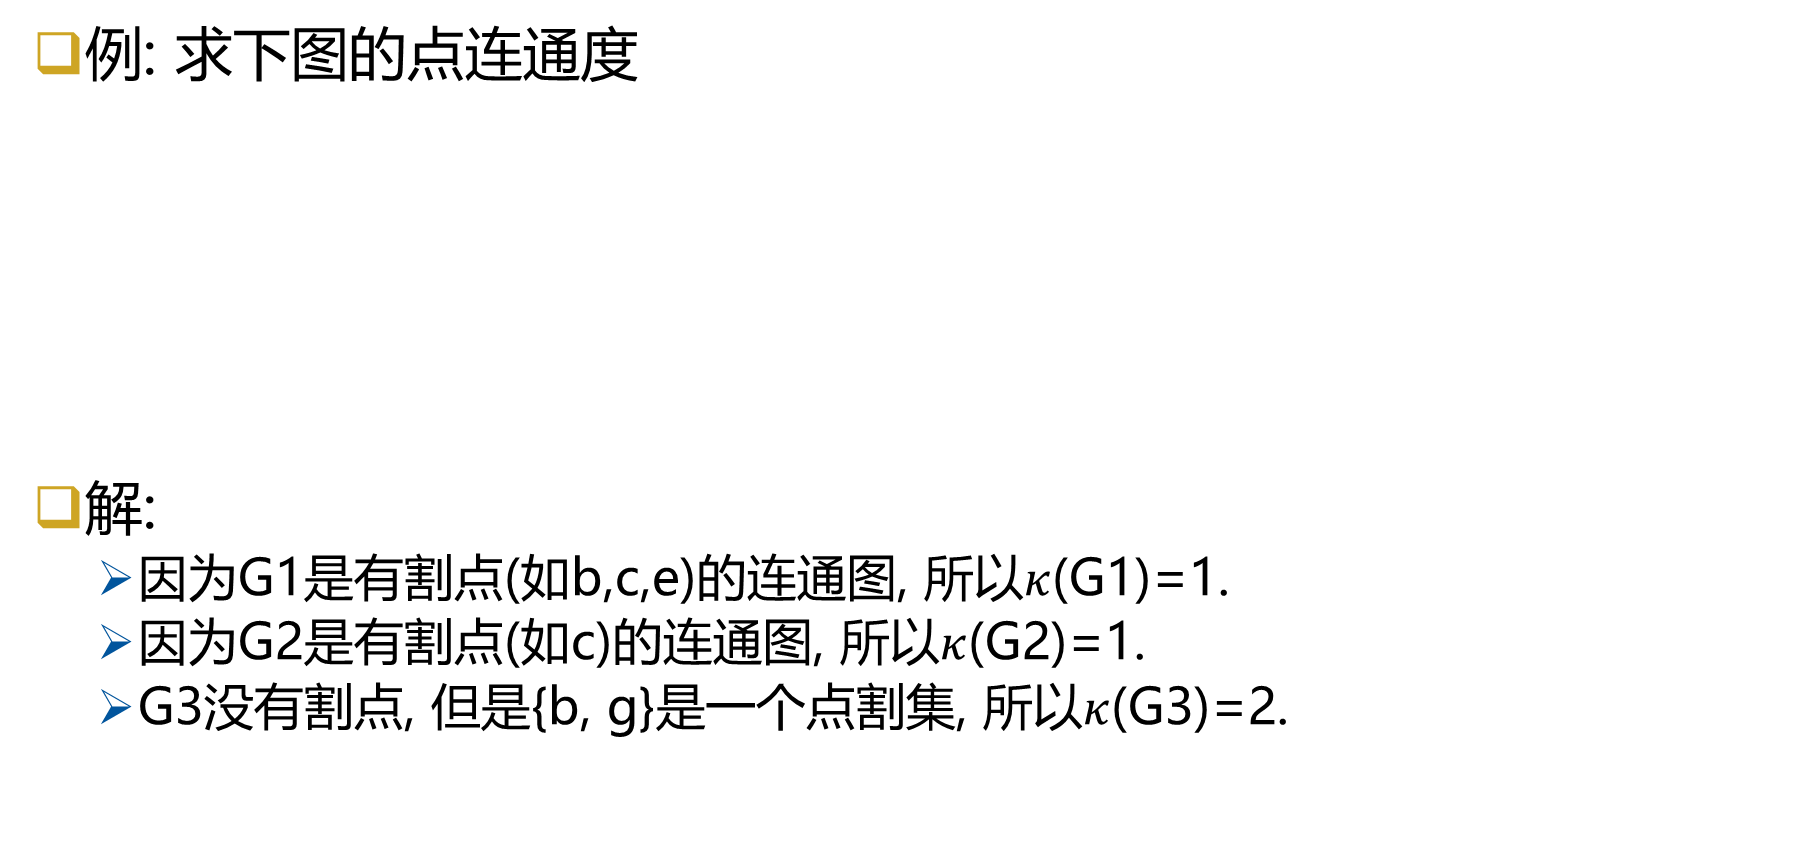 例: 求下图的点连通度
解:
因为G1是有割点(如b,c,e)的连通图, 所以κ(G1)=1.
因为G2是有割点(如c)的连通图, 所以κ(G2)=1.
G3没有割点, 但是{b, g}是一个点割集, 所以κ(G3)=2.